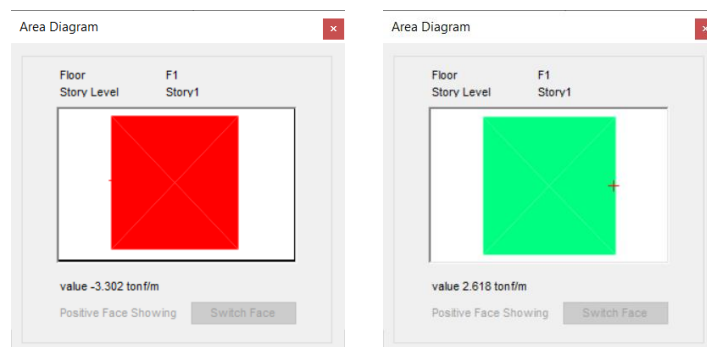 Area Diagram
×
Floor F1
Story Level Story1
value -3.302 tonf/m
Positive Face Showing Switch Face
Area Diagram
×
Floor F1
Story Level Story1
value 2.618 tonf/m
Positive Face Showing Switch Face